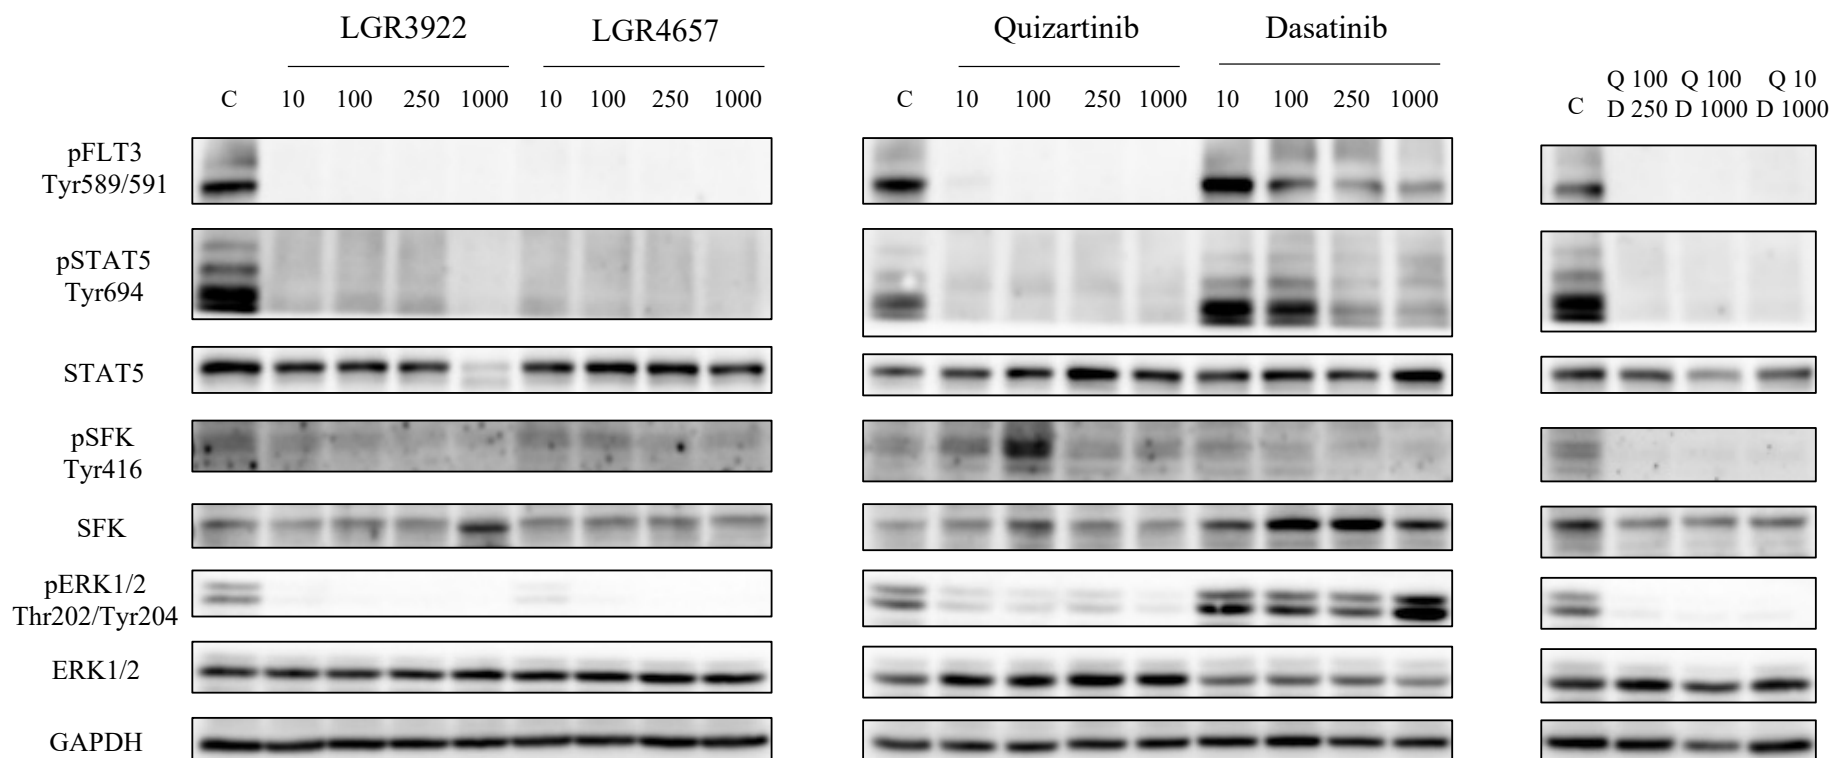 LGR3922 LGR4657 Quizartinib Dasatinib
Q 100 Q 100 Q 10
C 10 100 250 1000 10 100 250 1000 C 10 100 250 1000 10 100 250 1000 C D 250 D 1000 D 1000
pFLT3
Tyr589/591
pSTAT5
Tyr694
STAT5
pSFK
Tyr416
SFK
pERK1/2
Thr202/Tyr204
ERK1/2
GAPDH